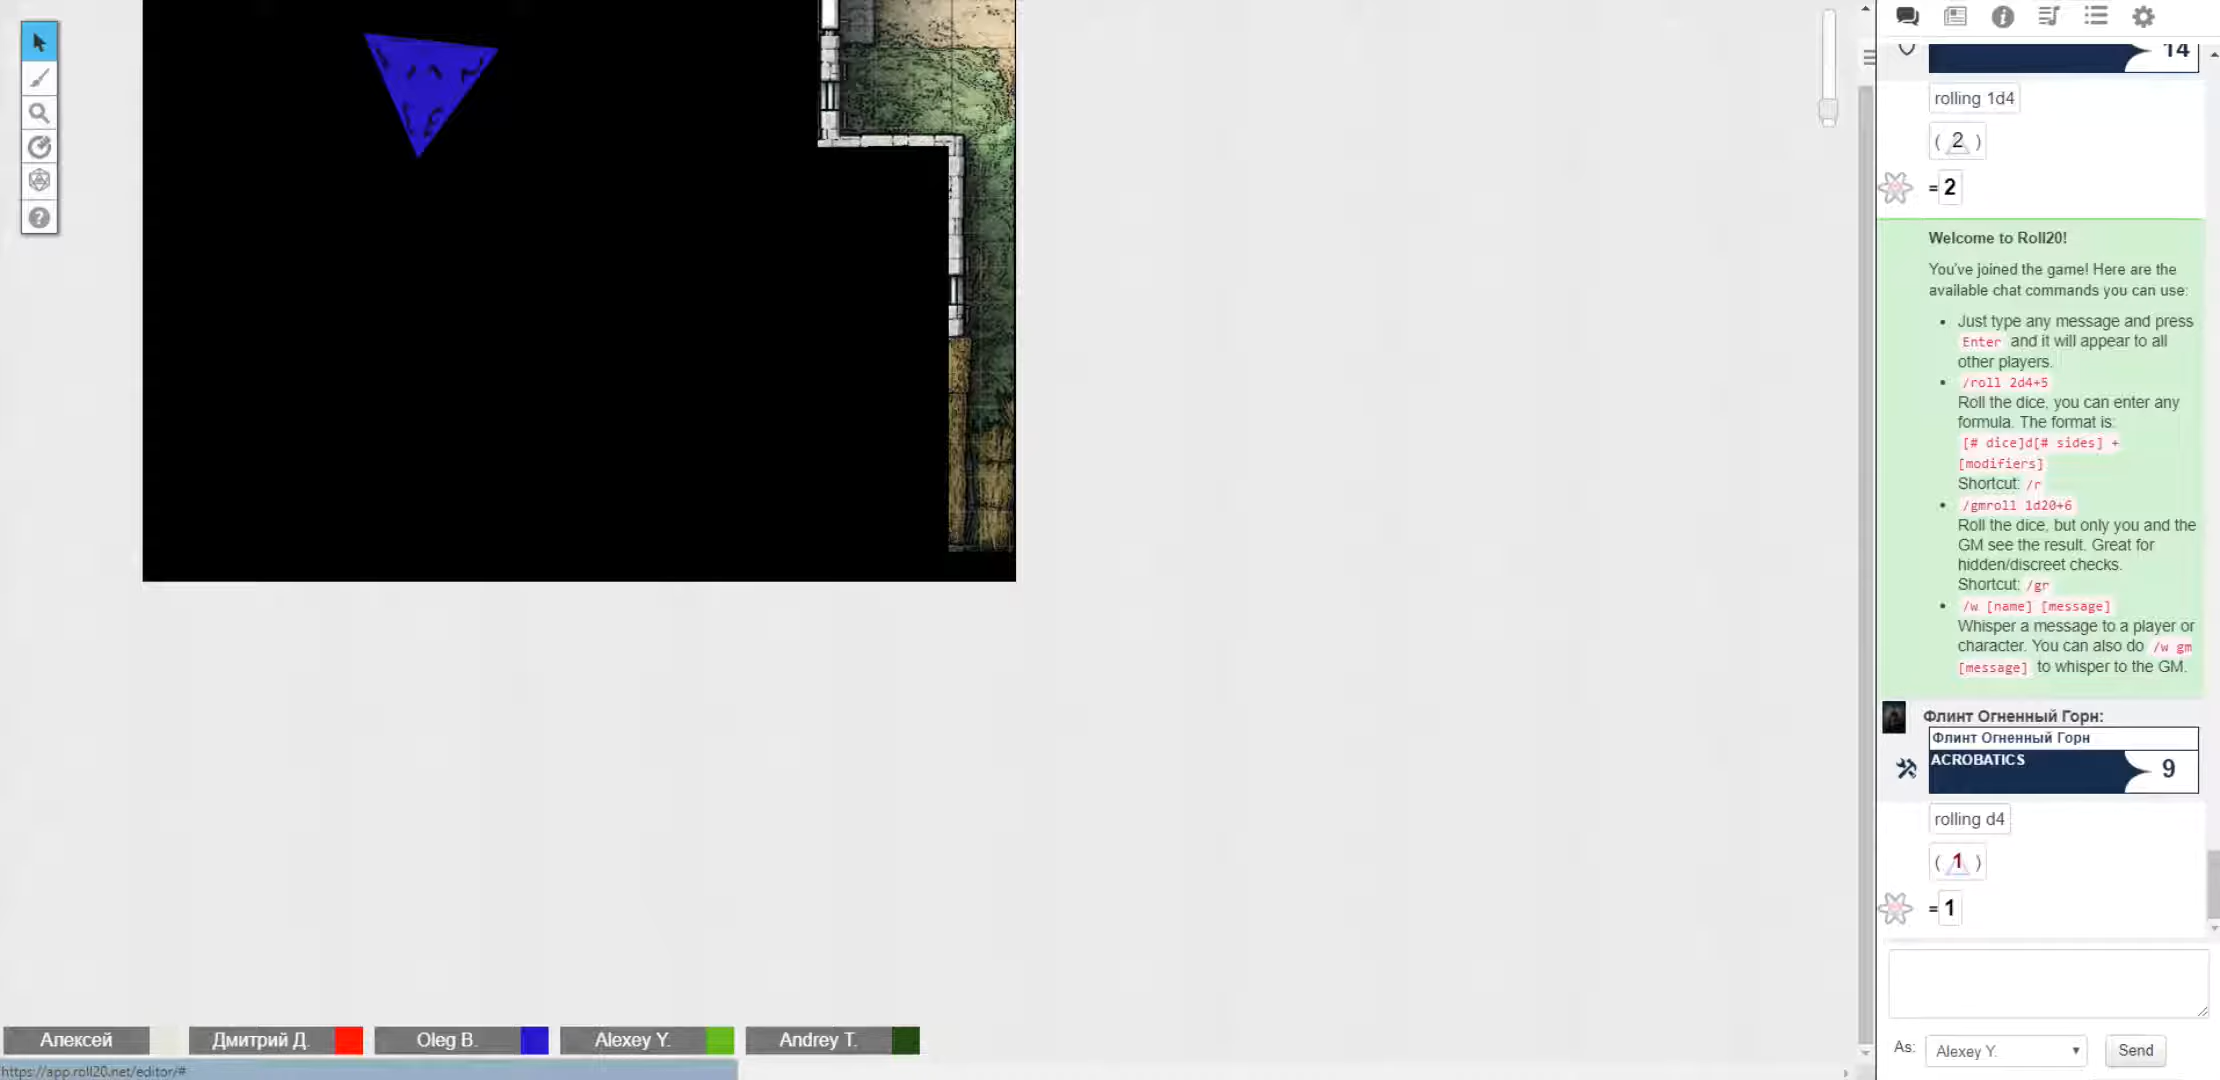 14
rolling 1d4
( 2 )
=2
Welcome to Roll20!
You've joined the game! Here are the
available chat commands you can use:
• Just type any message and press
Enter and it will appear to all
other players.
• /roll 2d4+5
Roll the dice, you can enter any
formula. The format is:
[# dice]d[# sides] +
[modifiers]
Shortcut: /r
• /gmroll 1d20+6
Roll the dice, but only you and the
GM see the result. Great for
hidden/discreet checks.
Shortcut: /gr
• /w [name] [message]
Whisper a message to a player or
character. You can also do /w gm
[message] to whisper to the GM.
Флинт Огненный Горн:
Флинт Огненный Горн
ACROBATICS
9
rolling d4
( 1 )
=1
As: Alexey Y. Send
Алексей Дмитрий Д. Oleg B. Alexey Y. Andrey T.
https://app.roll20.net/editor/#